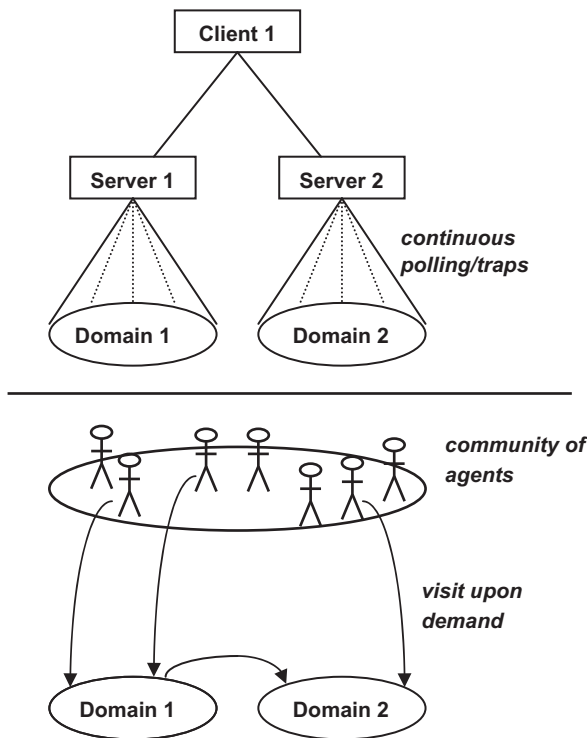 Client 1
Server 1
Server 2
continuous
polling/traps
Domain 1
Domain 2
community of
agents
visit upon
demand
Domain 1
Domain 2